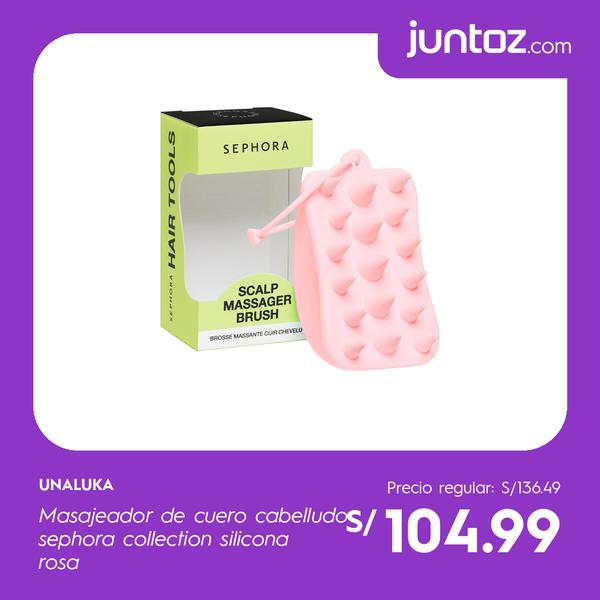 juntoz.com
SEPHORA
SEPHORA HAIR TOOLS
SCALP
MASSAGER
BRUSH
BROSSE MASSANTE CUIR CHEVELU
UNALUKA
Precio regular: S/136.49
Masajeador de cuero cabelludo
sephora collection silicona
rosa
S/ 104.99